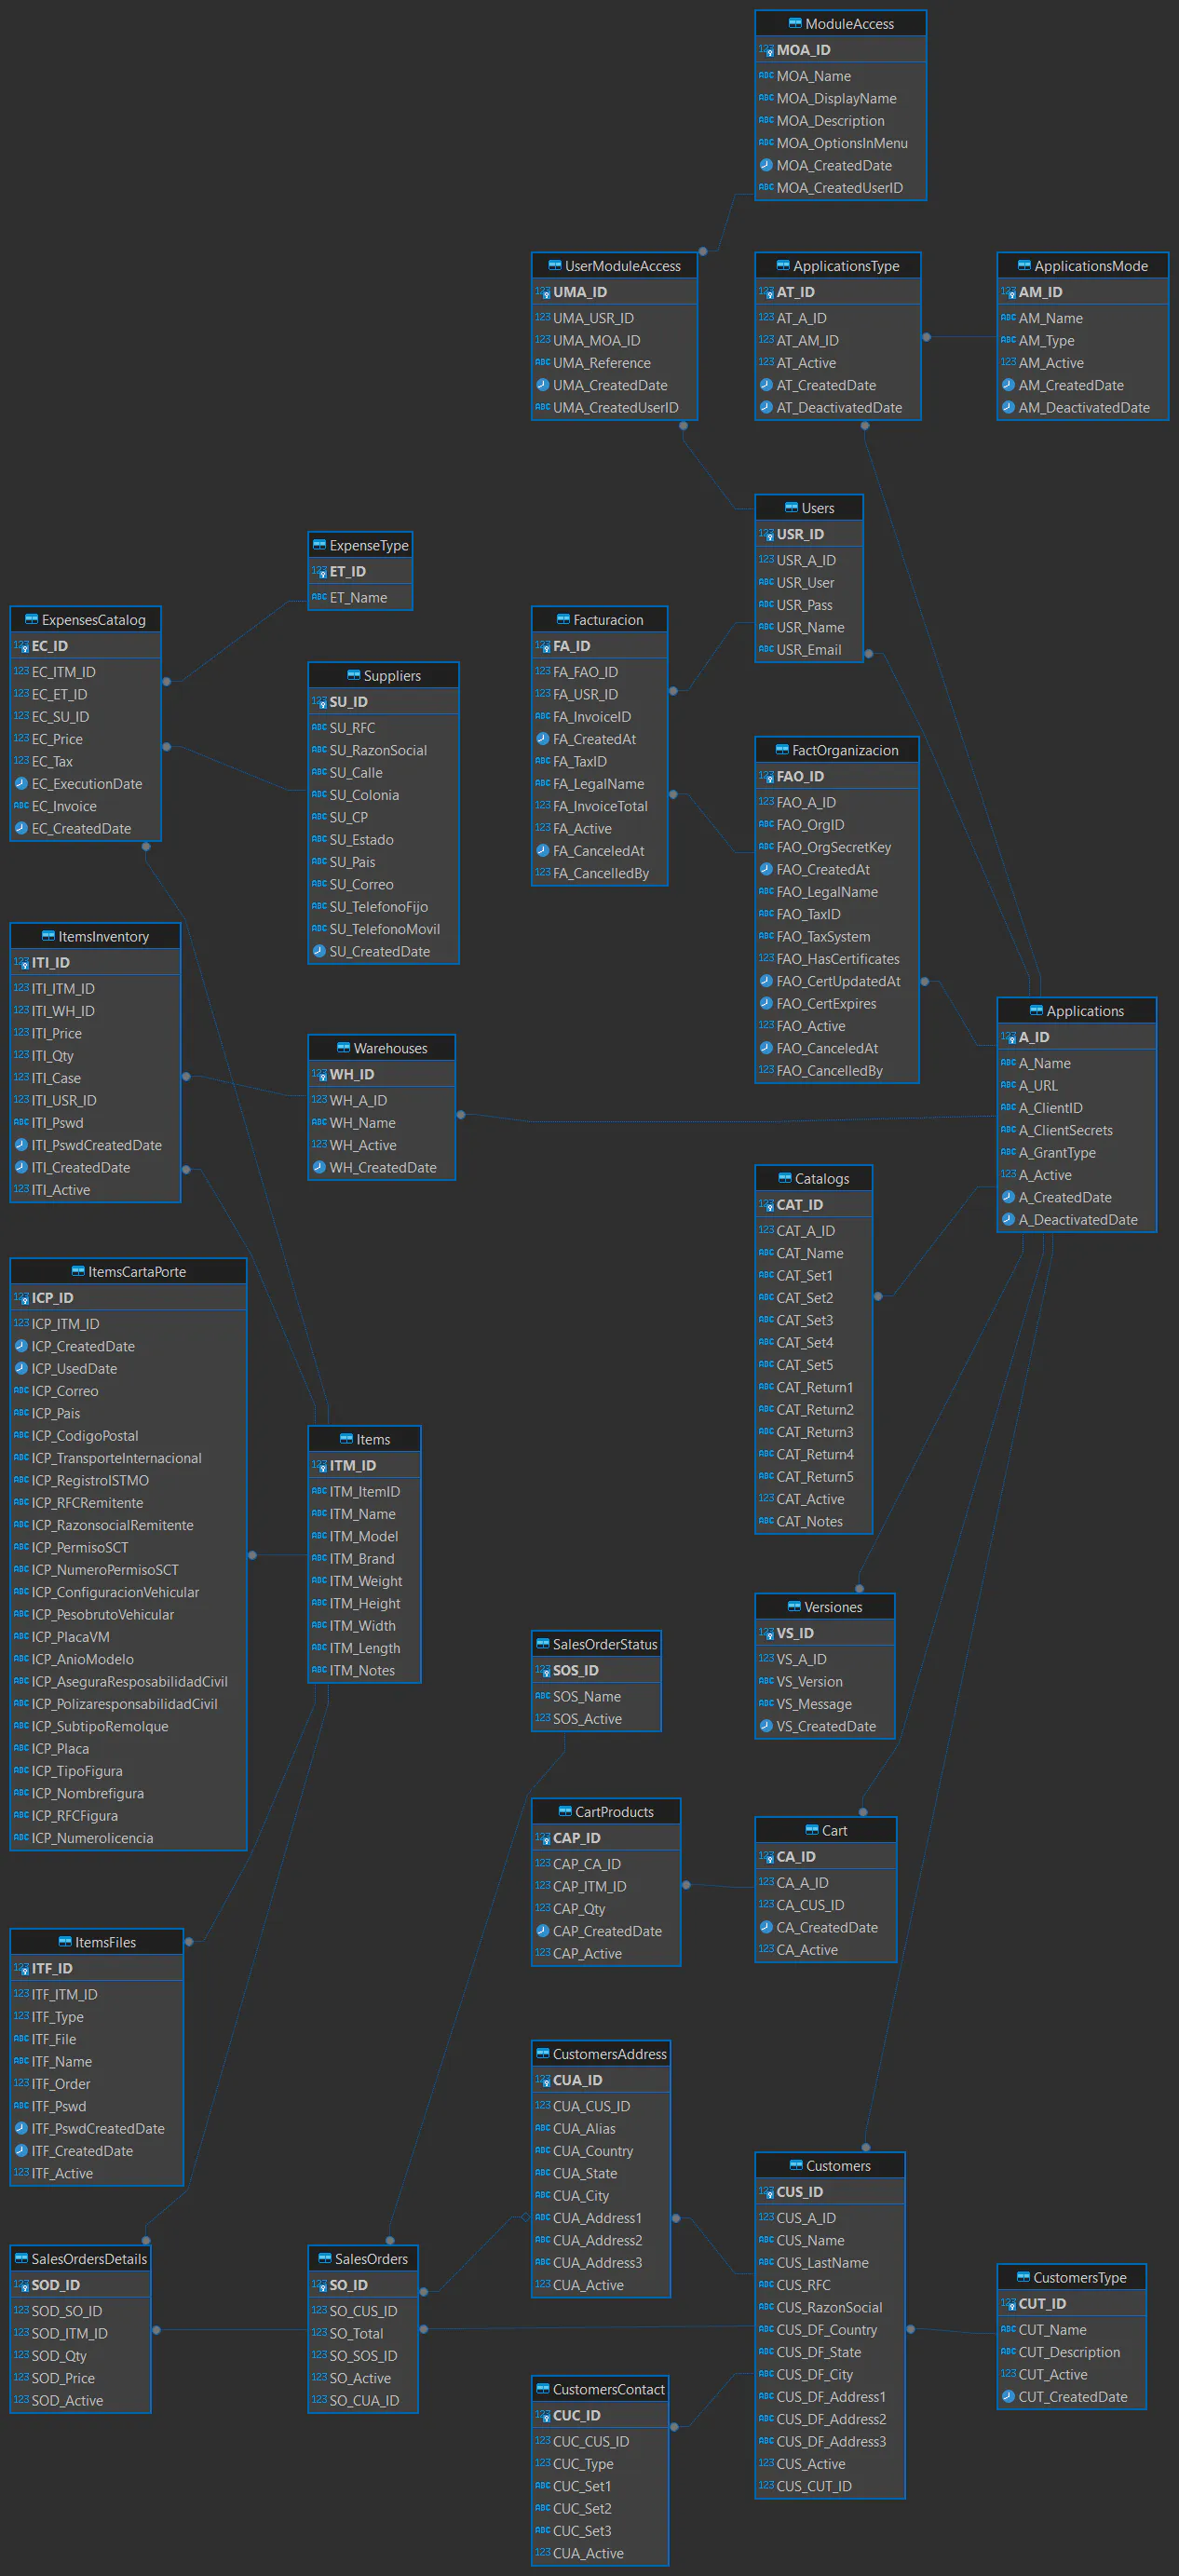 ModuleAccess
MOA_ID
MOA_Name
MOA_DisplayName
MOA_Description
MOA_OptionsInMenu
MOA_CreatedDate
MOA_CreatedUserID
UserModuleAccess
UMA_ID
UMA_USR_ID
UMA_MOA_ID
UMA_Reference
UMA_CreatedDate
UMA_CreatedUserID
ApplicationsType
AT_ID
AT_A_ID
AT_AM_ID
AT_Active
AT_CreatedDate
AT_DeactivatedDate
ApplicationsMode
AM_ID
AM_Name
AM_Type
AM_Active
AM_CreatedDate
AM_DeactivatedDate
Users
USR_ID
USR_A_ID
USR_User
USR_Pass
USR_Name
USR_Email
ExpenseType
ET_ID
ET_Name
ExpensesCatalog
EC_ID
EC_ITM_ID
EC_ET_ID
EC_SU_ID
EC_Price
EC_Tax
EC_ExecutionDate
EC_Invoice
EC_CreatedDate
Suppliers
SU_ID
SU_RFC
SU_RazonSocial
SU_Calle
SU_Colonia
SU_CP
SU_Estado
SU_Pais
SU_Correo
SU_TelefonoFijo
SU_TelefonoMovil
SU_CreatedDate
Facturacion
FA_ID
FA_FAO_ID
FA_USR_ID
FA_InvoiceID
FA_CreatedAt
FA_TaxID
FA_LegalName
FA_InvoiceTotal
FA_Active
FA_CanceledAt
FA_CancelledBy
FactOrganizacion
FAO_ID
FAO_A_ID
FAO_OrgID
FAO_OrgSecretKey
FAO_CreatedAt
FAO_LegalName
FAO_TaxID
FAO_TaxSystem
FAO_HasCertificates
FAO_CertUpdatedAt
FAO_CertExpires
FAO_Active
FAO_CanceledAt
FAO_CancelledBy
ItemsInventory
ITI_ID
ITI_ITM_ID
ITI_WH_ID
ITI_Price
ITI_Qty
ITI_Case
ITI_USR_ID
ITI_Pswd
ITI_PswdCreatedDate
ITI_CreatedDate
ITI_Active
Warehouses
WH_ID
WH_A_ID
WH_Name
WH_Active
WH_CreatedDate
Applications
A_ID
A_Name
A_URL
A_ClientID
A_ClientSecrets
A_GrantType
A_Active
A_CreatedDate
A_DeactivatedDate
Catalogs
CAT_ID
CAT_A_ID
CAT_Name
CAT_Set1
CAT_Set2
CAT_Set3
CAT_Set4
CAT_Set5
CAT_Return1
CAT_Return2
CAT_Return3
CAT_Return4
CAT_Return5
CAT_Active
CAT_Notes
ItemsCartaPorte
ICP_ID
ICP_ITM_ID
ICP_CreatedDate
ICP_UsedDate
ICP_Correo
ICP_Pais
ICP_CodigoPostal
ICP_TransporteInternacional
ICP_RegistroISTMO
ICP_RFCRemitente
ICP_RazonsocialRemitente
ICP_PermisoSCT
ICP_NumeroPermisoSCT
ICP_ConfiguracionVehicular
ICP_PesobrutoVehicular
ICP_PlacaVM
ICP_AnioModelo
ICP_AseguraResposabilidadCivil
ICP_PolizaresponsabilidadCivil
ICP_SubtipoRemolque
ICP_Placa
ICP_TipoFigura
ICP_Nombrefigura
ICP_RFCFigura
ICP_Numerolicencia
Items
ITM_ID
ITM_ItemID
ITM_Name
ITM_Model
ITM_Brand
ITM_Weight
ITM_Height
ITM_Width
ITM_Length
ITM_Notes
Versiones
VS_ID
VS_A_ID
VS_Version
VS_Message
VS_CreatedDate
SalesOrderStatus
SOS_ID
SOS_Name
SOS_Active
CartProducts
CAP_ID
CAP_CA_ID
CAP_ITM_ID
CAP_Qty
CAP_CreatedDate
CAP_Active
Cart
CA_ID
CA_A_ID
CA_CUS_ID
CA_CreatedDate
CA_Active
ItemsFiles
ITF_ID
ITF_ITM_ID
ITF_Type
ITF_File
ITF_Name
ITF_Order
ITF_Pswd
ITF_PswdCreatedDate
ITF_CreatedDate
ITF_Active
CustomersAddress
CUA_ID
CUA_CUS_ID
CUA_Alias
CUA_Country
CUA_State
CUA_City
CUA_Address1
CUA_Address2
CUA_Address3
CUA_Active
Customers
CUS_ID
CUS_A_ID
CUS_Name
CUS_LastName
CUS_RFC
CUS_RazonSocial
CUS_DF_Country
CUS_DF_State
CUS_DF_City
CUS_DF_Address1
CUS_DF_Address2
CUS_DF_Address3
CUS_Active
CUS_CUT_ID
SalesOrdersDetails
SOD_ID
SOD_SO_ID
SOD_ITM_ID
SOD_Qty
SOD_Price
SOD_Active
SalesOrders
SO_ID
SO_CUS_ID
SO_Total
SO_SOS_ID
SO_Active
SO_CUA_ID
CustomersType
CUT_ID
CUT_Name
CUT_Description
CUT_Active
CUT_CreatedDate
CustomersContact
CUC_ID
CUC_CUS_ID
CUC_Type
CUC_Set1
CUC_Set2
CUC_Set3
CUA_Active